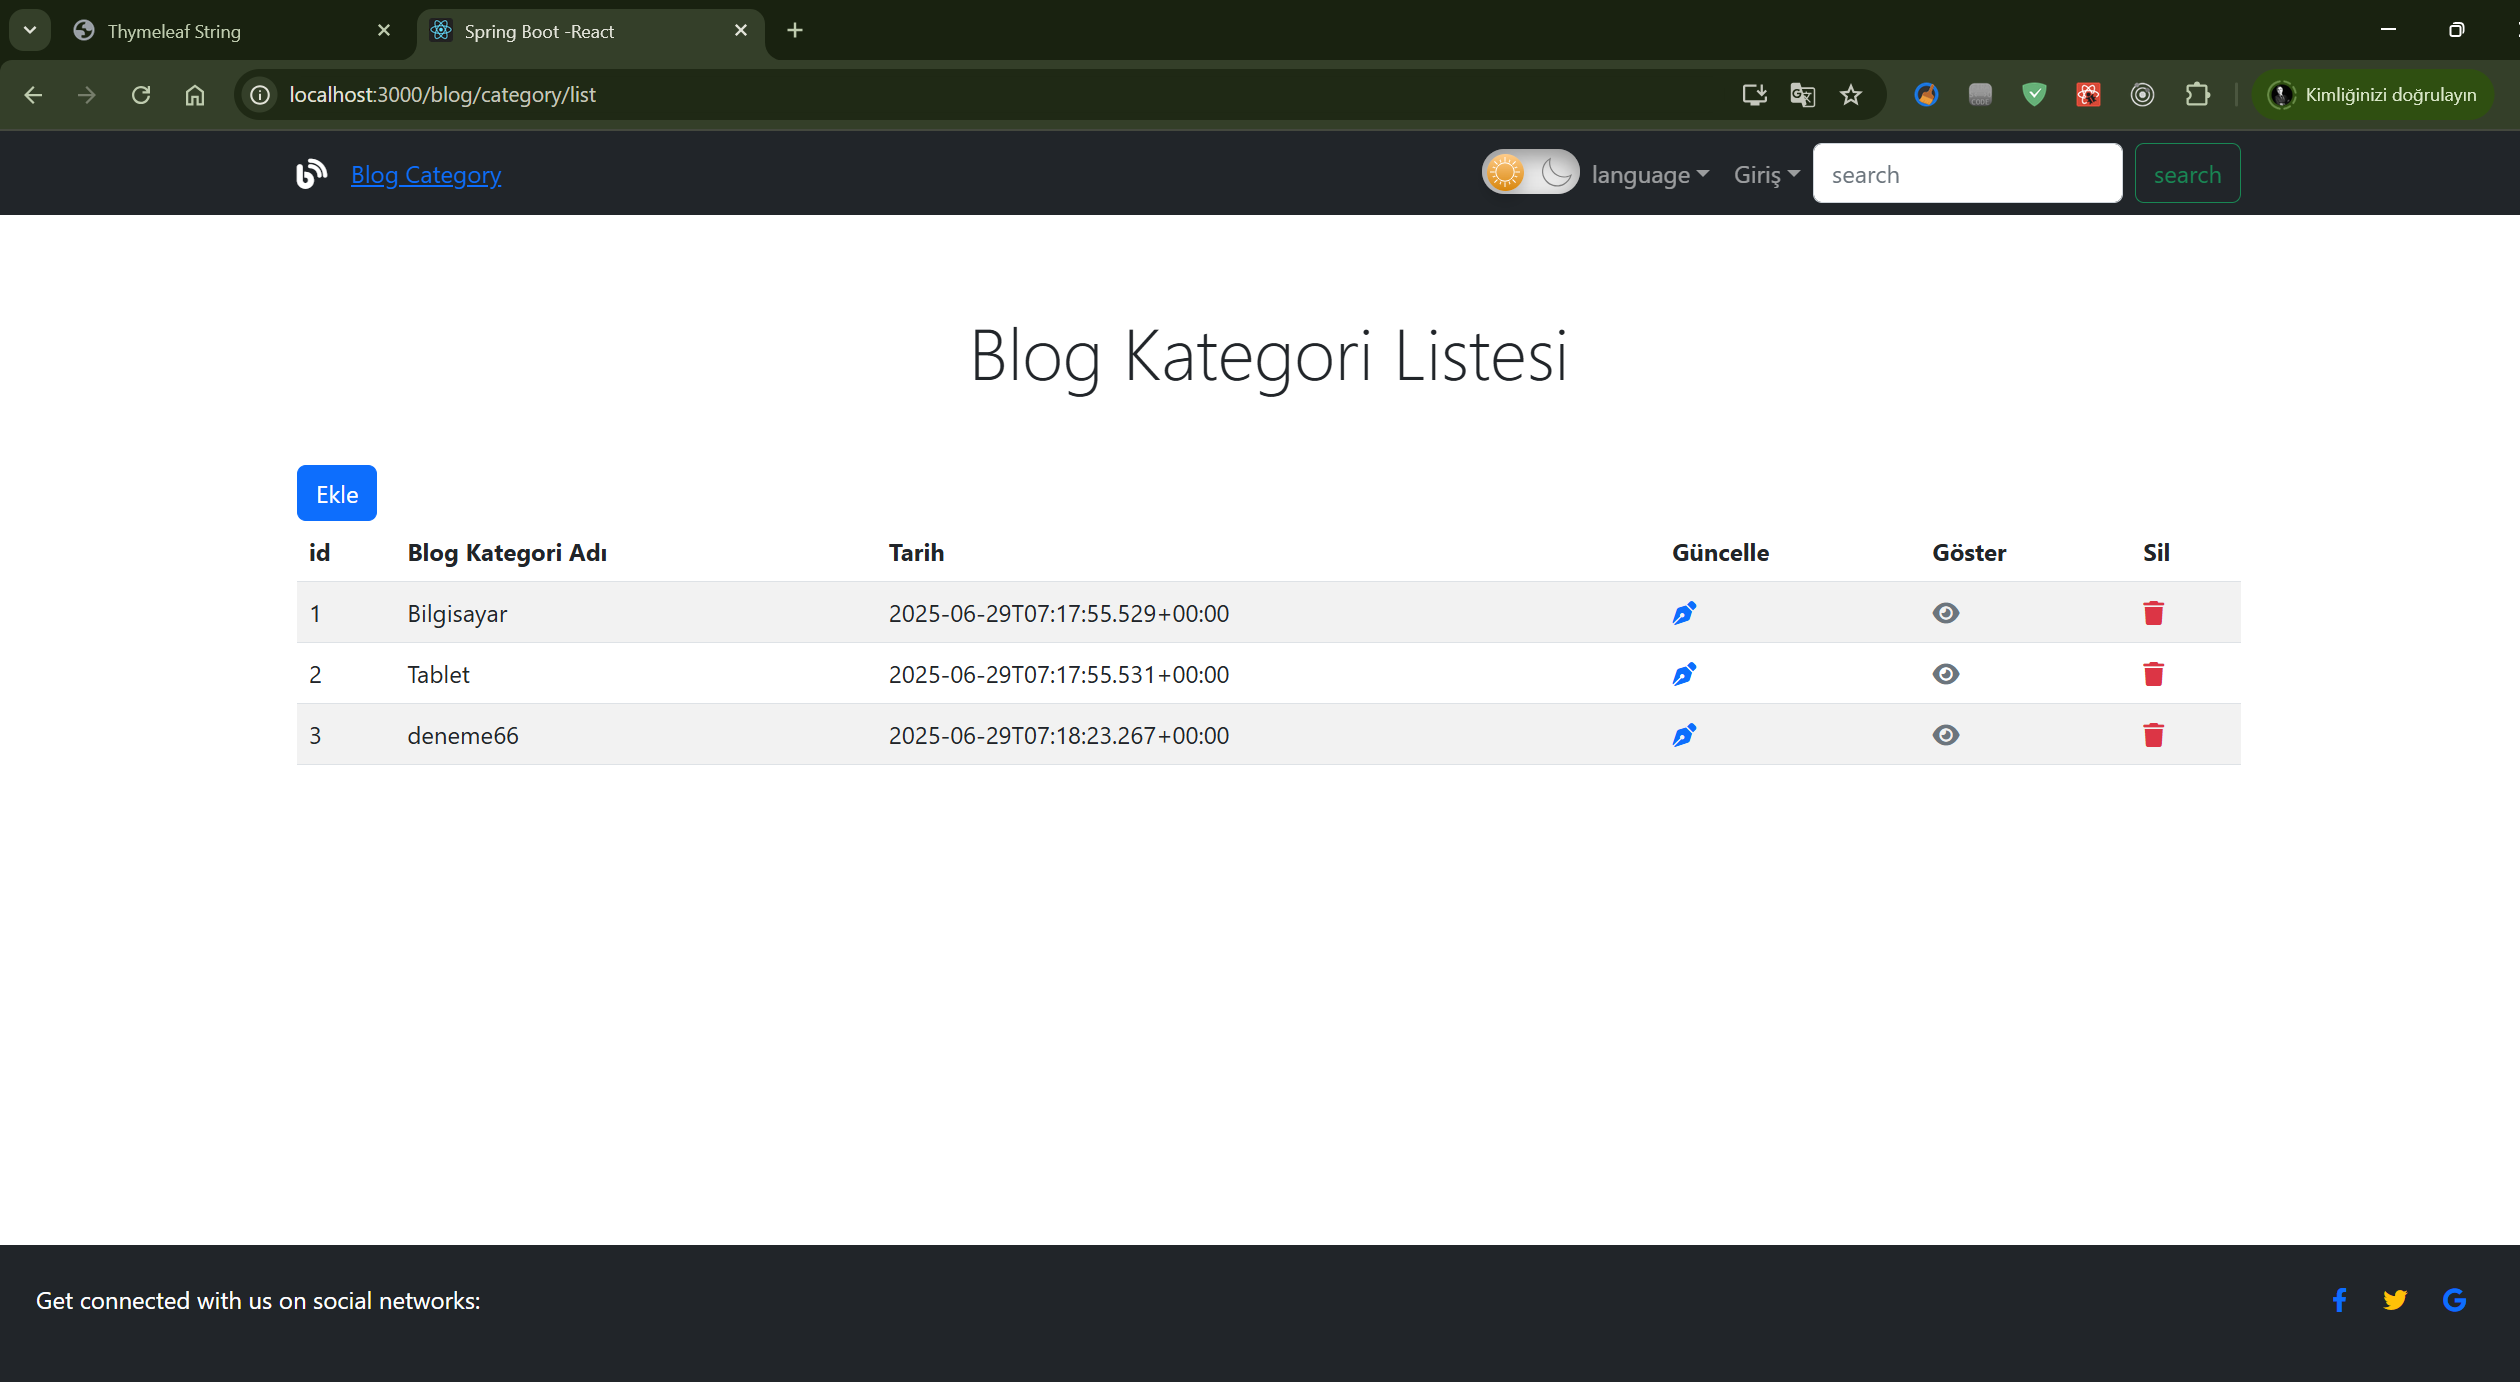 Thymeleaf String
Spring Boot -React
localhost:3000/blog/category/list
Kimliğinizi doğrulayın
Blog Category
language
Giriş
search
search
Blog Kategori Listesi
Ekle
id Blog Kategori Adı Tarih Güncelle Göster Sil
1 Bilgisayar 2025-06-29T07:17:55.529+00:00
2 Tablet 2025-06-29T07:17:55.531+00:00
3 deneme66 2025-06-29T07:18:23.267+00:00
Get connected with us on social networks: